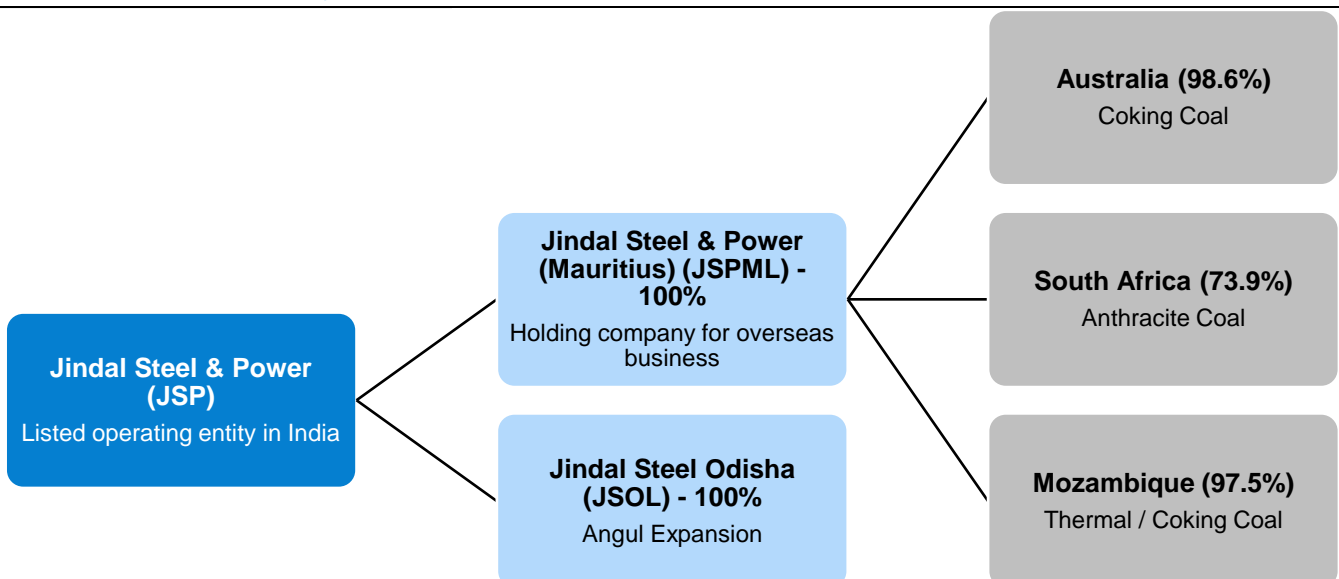 Jindal Steel & Power
(JSP)
Listed operating entity in India
Jindal Steel & Power
(Mauritius) (JSPML) -
100%
Holding company for overseas
business
Jindal Steel Odisha
(JSOL) - 100%
Angul Expansion
Australia (98.6%)
Coking Coal
South Africa (73.9%)
Anthracite Coal
Mozambique (97.5%)
Thermal / Coking Coal